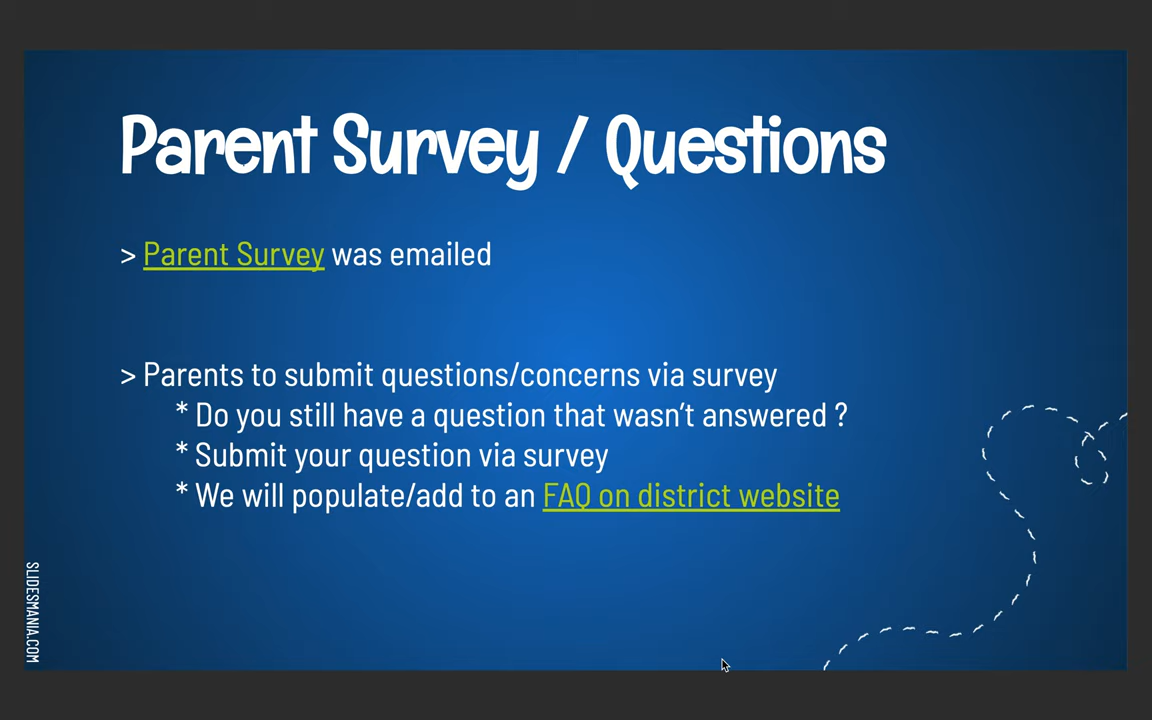 Parent Survey / Questions
> Parent Survey was emailed
> Parents to submit questions/concerns via survey
* Do you still have a question that wasn’t answered ?
* Submit your question via survey
* We will populate/add to an FAQ on district website
SLIDESMANIA.COM